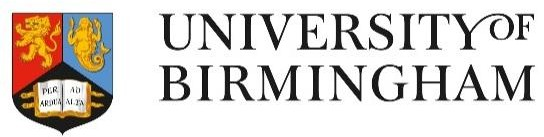 PER AD
ARDUA ALTA
UNIVERSITY OF
BIRMINGHAM